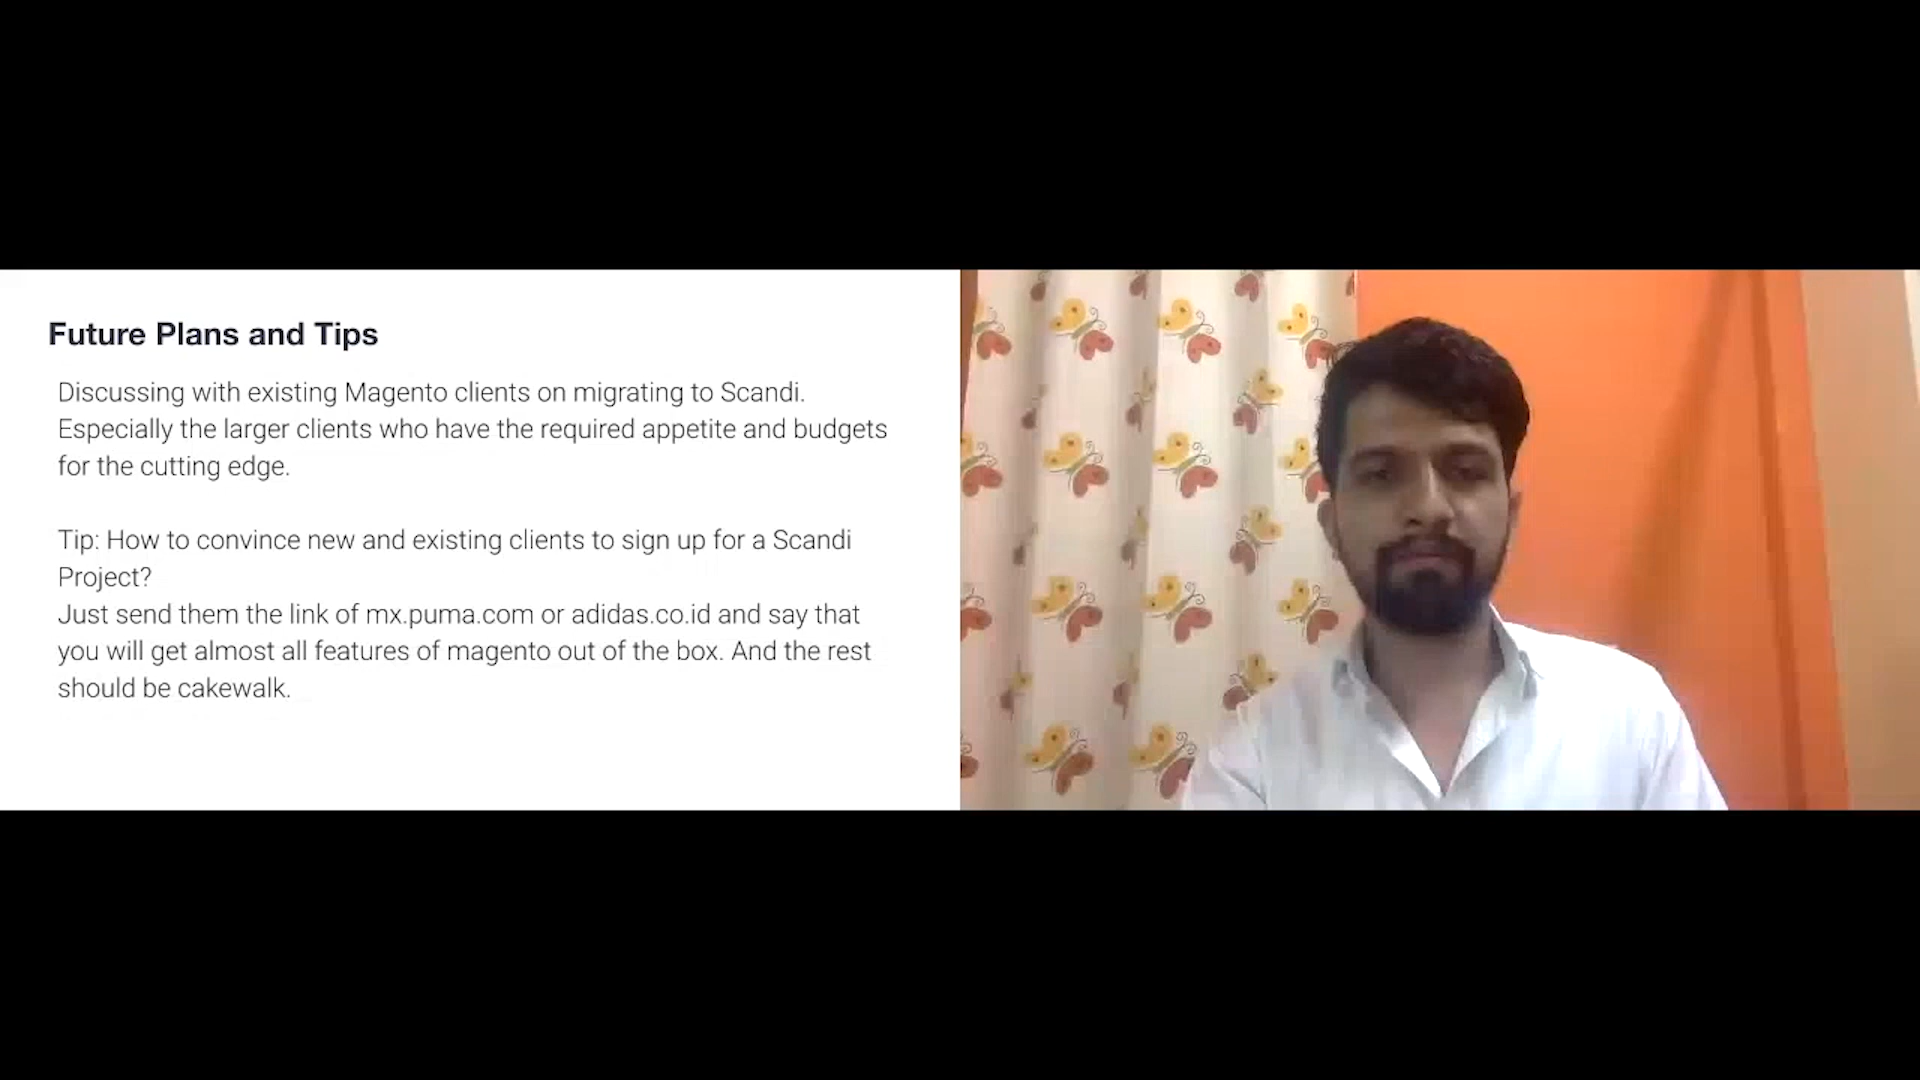 Future Plans and Tips
Discussing with existing Magento clients on migrating to Scandi.
Especially the larger clients who have the required appetite and budgets
for the cutting edge.
Tip: How to convince new and existing clients to sign up for a Scandi
Project?
Just send them the link of mx.puma.com or adidas.co.id and say that
you will get almost all features of magento out of the box. And the rest
should be cakewalk.